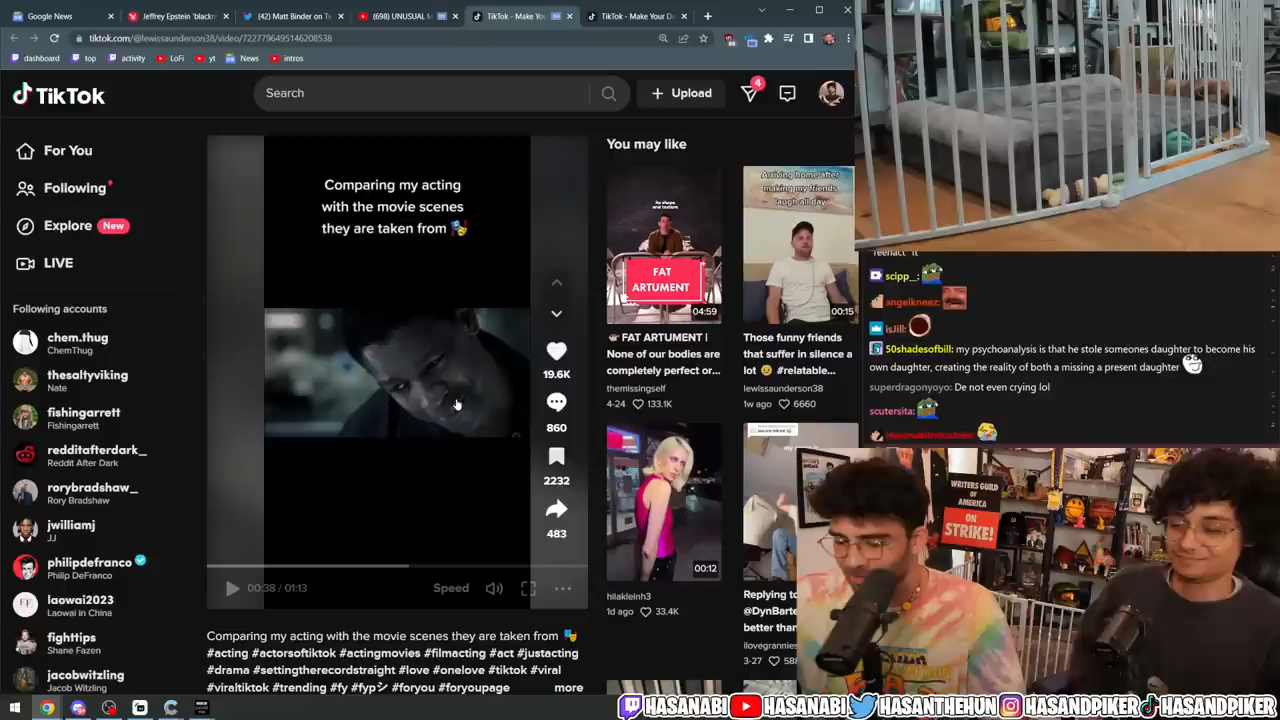 Google News
Jeffrey Epstein 'blackm
(42) Matt Binder on Tw
(698) UNUSUAL M
TikTok - Make You
TikTok - Make Your D
tiktok.com/@lewissaunderson38/video/7227796495146208538
dashboard
top
activity
LoFi
yt
News
intros
TikTok
Search
Upload
4
For You
Following
Explore
New
LIVE
Following accounts
chem.thug
ChemThug
thesaltyviking
Nate
fishingarrett
Fishingarrett
redditafterdark_
Reddit After Dark
rorybradshaw_
Rory Bradshaw
jwilliamj
JJ
philipdefranco
Philip DeFranco
laowai2023
Laowai in China
fighttips
Shane Fazen
jacobwitzling
Jacob Witzling
Comparing my acting
with the movie scenes
they are taken from
19.6K
860
2232
483
00:38 / 01:13
Speed
Comparing my acting with the movie scenes they are taken from
#acting #actorsoftiktok #actingmovies #filmacting #act #justacting
#drama #settingtherecordstraight #love #onelove #tiktok #viral
#viraltiktok #trending #fy #fypシ #foryou #foryoupage
more
You may like
its shape
and texture
FAT
ARTUMENT
04:59
FAT ARTUMENT |
None of our bodies are
completely perfect or...
themissingself
4-24
133.1K
Arriving home after
making my friends
laugh all day
00:15
Those funny friends
that suffer in silence a
lot #relatable...
lewissaunderson38
1w ago
6660
00:12
hilakleinh3
1d ago
33.4K
Replying to
@DynBarte
better than
ilovegrannies
3-27
58
"reenact" it
scipp_:
angelkneez:
isJill:
50shadesofbill: my psychoanalysis is that he stole someones daughter to become his
own daughter, creating the reality of both a missing a present daughter
superdragonyoyo: De not even crying lol
scutersita:
WRITERS GUILD
OF
AMERICA
ON
STRIKE!
HASANABI
HASANABI
HASANTHEHUN
HASANDPIKER
HASANDPIKER